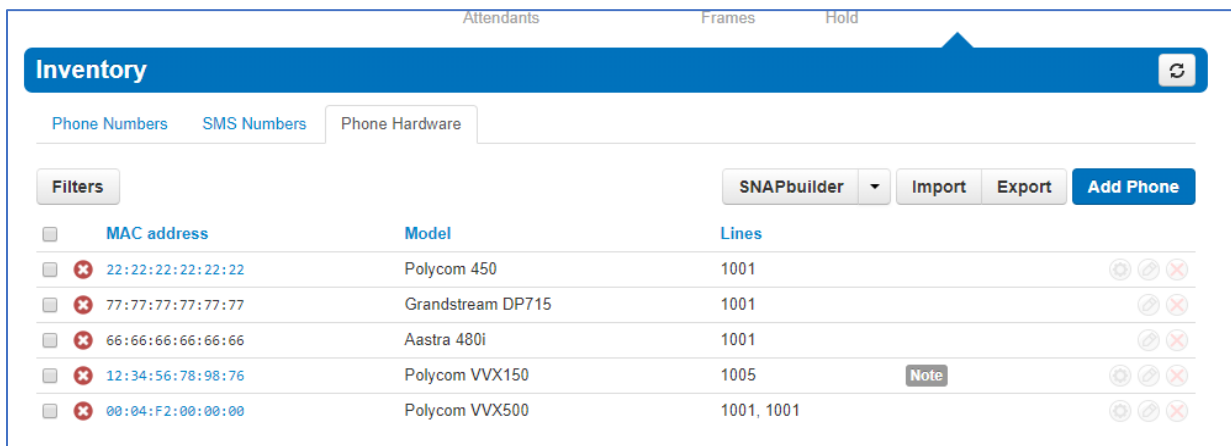 Attendants Frames Hold
Inventory
Phone Numbers SMS Numbers Phone Hardware
Filters SNAPbuilder Import Export Add Phone
MAC address Model Lines
22:22:22:22:22:22 Polycom 450 1001
77:77:77:77:77:77 Grandstream DP715 1001
66:66:66:66:66:66 Aastra 480i 1001
12:34:56:78:98:76 Polycom VVX150 1005 Note
00:04:F2:00:00:00 Polycom VVX500 1001, 1001